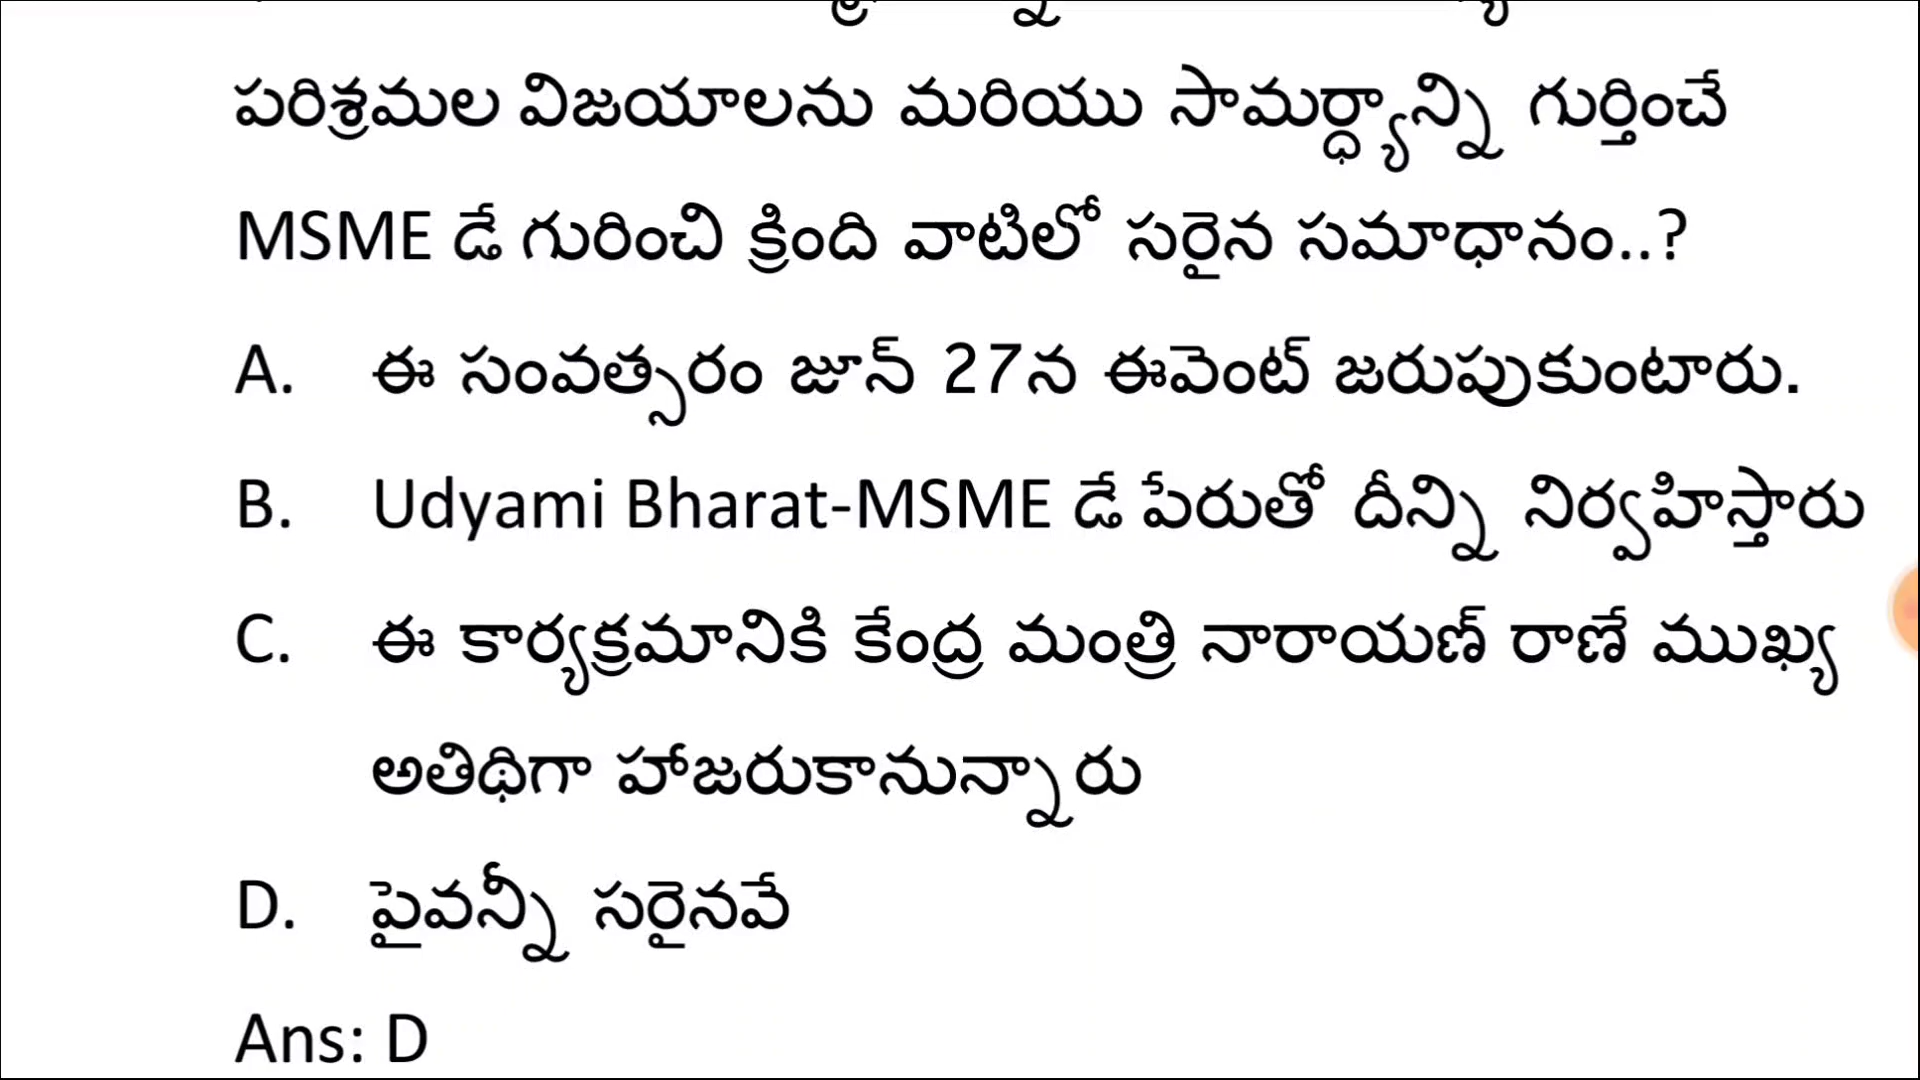 పరిశ్రమల విజయాలను మరియు సామర్ధ్యాన్ని గుర్తించే
MSME డే గురించి క్రింది వాటిలో సరైన సమాధానం..?
A. ఈ సంవత్సరం జూన్ 27న ఈవెంట్ జరుపుకుంటారు.
B. Udyami Bharat-MSME డే పేరుతో దీన్ని నిర్వహిస్తారు
C. ఈ కార్యక్రమానికి కేంద్ర మంత్రి నారాయణ్ రాణే ముఖ్య
అతిథిగా హాజరుకానున్నారు
D. పైవన్నీ సరైనవే
Ans: D